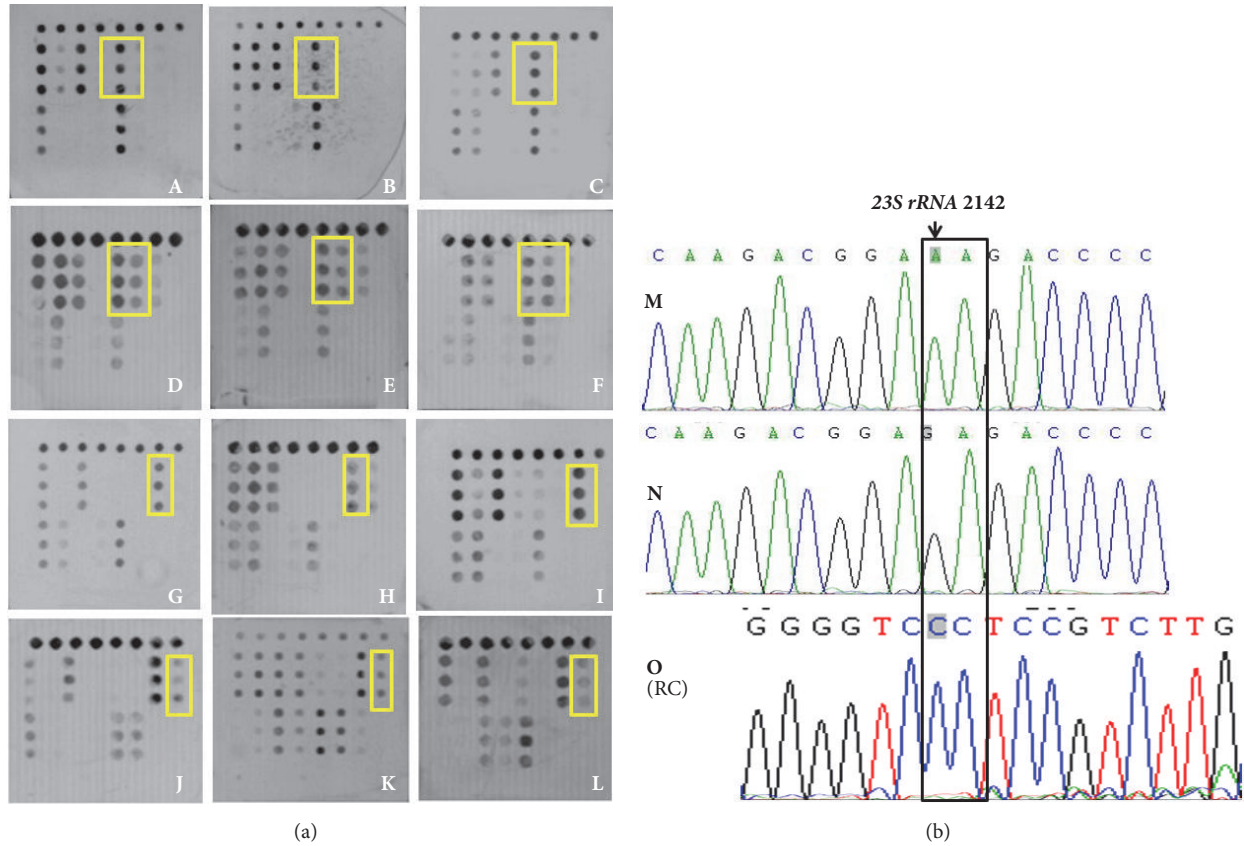 A
B
C
D
E
F
G
H
I
J
K
L
(a)
23S rRNA 2142
C A A G A C G G A A A G A C C C C
M
C A A G A C G G A G A G A C C C C
N
G G G G T C C C T C C G T C T T G
O
(RC)
(b)